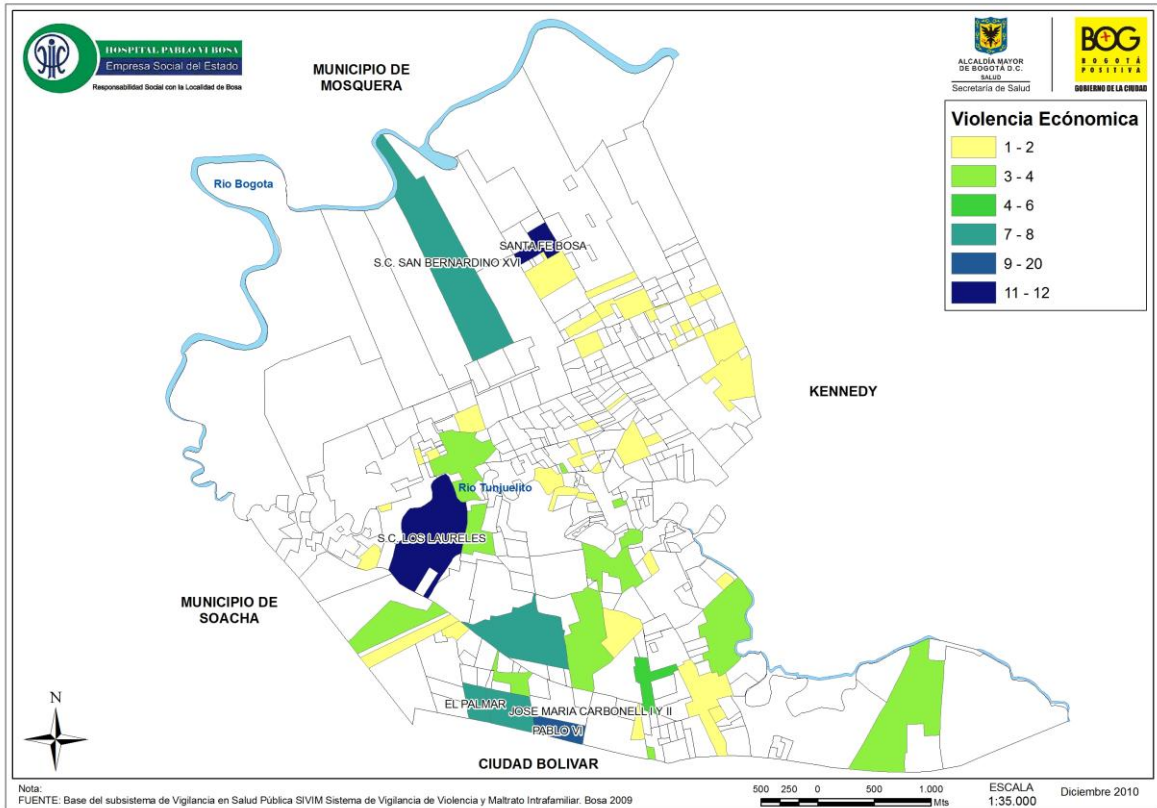 HOSPITAL PABLO VI BOSA
Empresa Social del Estado
Responsabilidad Social con la Localidad de Bosa
MUNICIPIO DE
MOSQUERA
ALCALDÍA MAYOR
DE BOGOTÁ D.C.
SALUD
Secretaría de Salud
BOG
BOGOTÁ
POSITIVA
GOBIERNO DE LA CIUDAD
Violencia Ecónomica
1 - 2
3 - 4
4 - 6
7 - 8
9 - 20
11 - 12
Rio Bogota
SANTA FE BOSA
S.C. SAN BERNARDINO XVI
KENNEDY
Rio Tunjuelito
S.C. LOS LAURELES
MUNICIPIO DE
SOACHA
N
EL PALMAR
JOSE MARIA CARBONELL I Y II
PABLO VI
CIUDAD BOLIVAR
Nota:
FUENTE: Base del subsistema de Vigilancia en Salud Pública SIVIM Sistema de Vigilancia de Violencia y Maltrato Intrafamiliar. Bosa 2009
500 250 0 500 1.000
Mts
ESCALA
1:35.000
Diciembre 2010